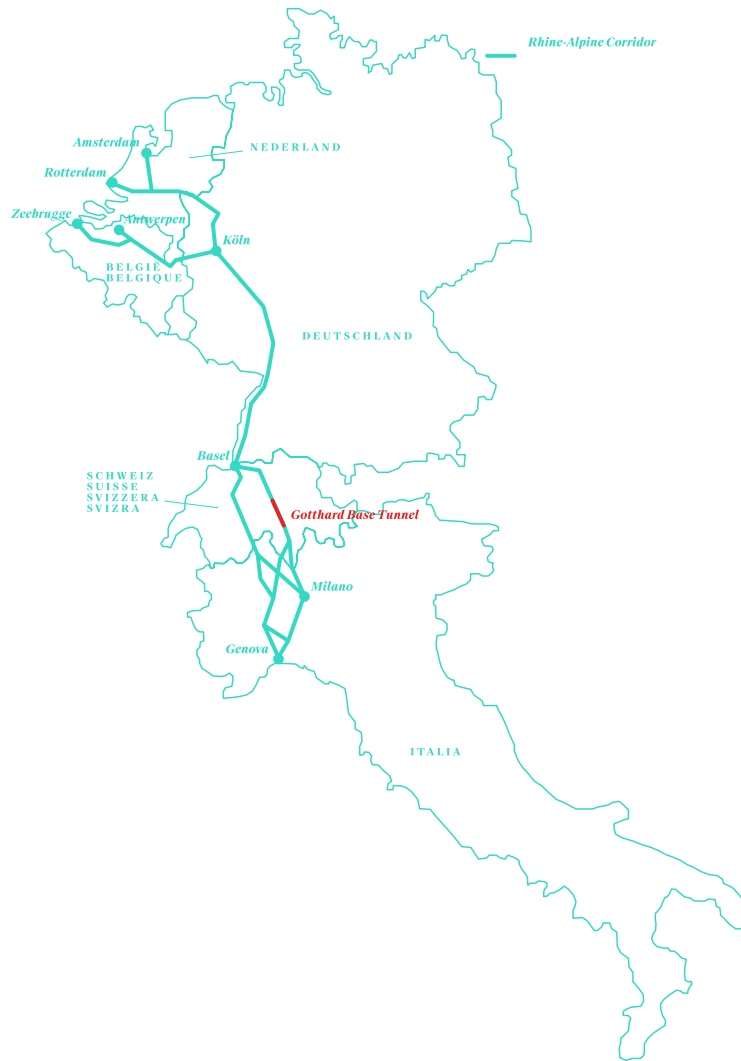 Rhine-Alpine Corridor
Amsterdam
NEDERLAND
Rotterdam
Zeebrugge
Antwerpen
Köln
BELGIË
BELGIQUE
DEUTSCHLAND
Basel
SCHWEIZ
SUISSE
SVIZZERA
SVIZRA
Gotthard Base Tunnel
Milano
Genova
ITALIA